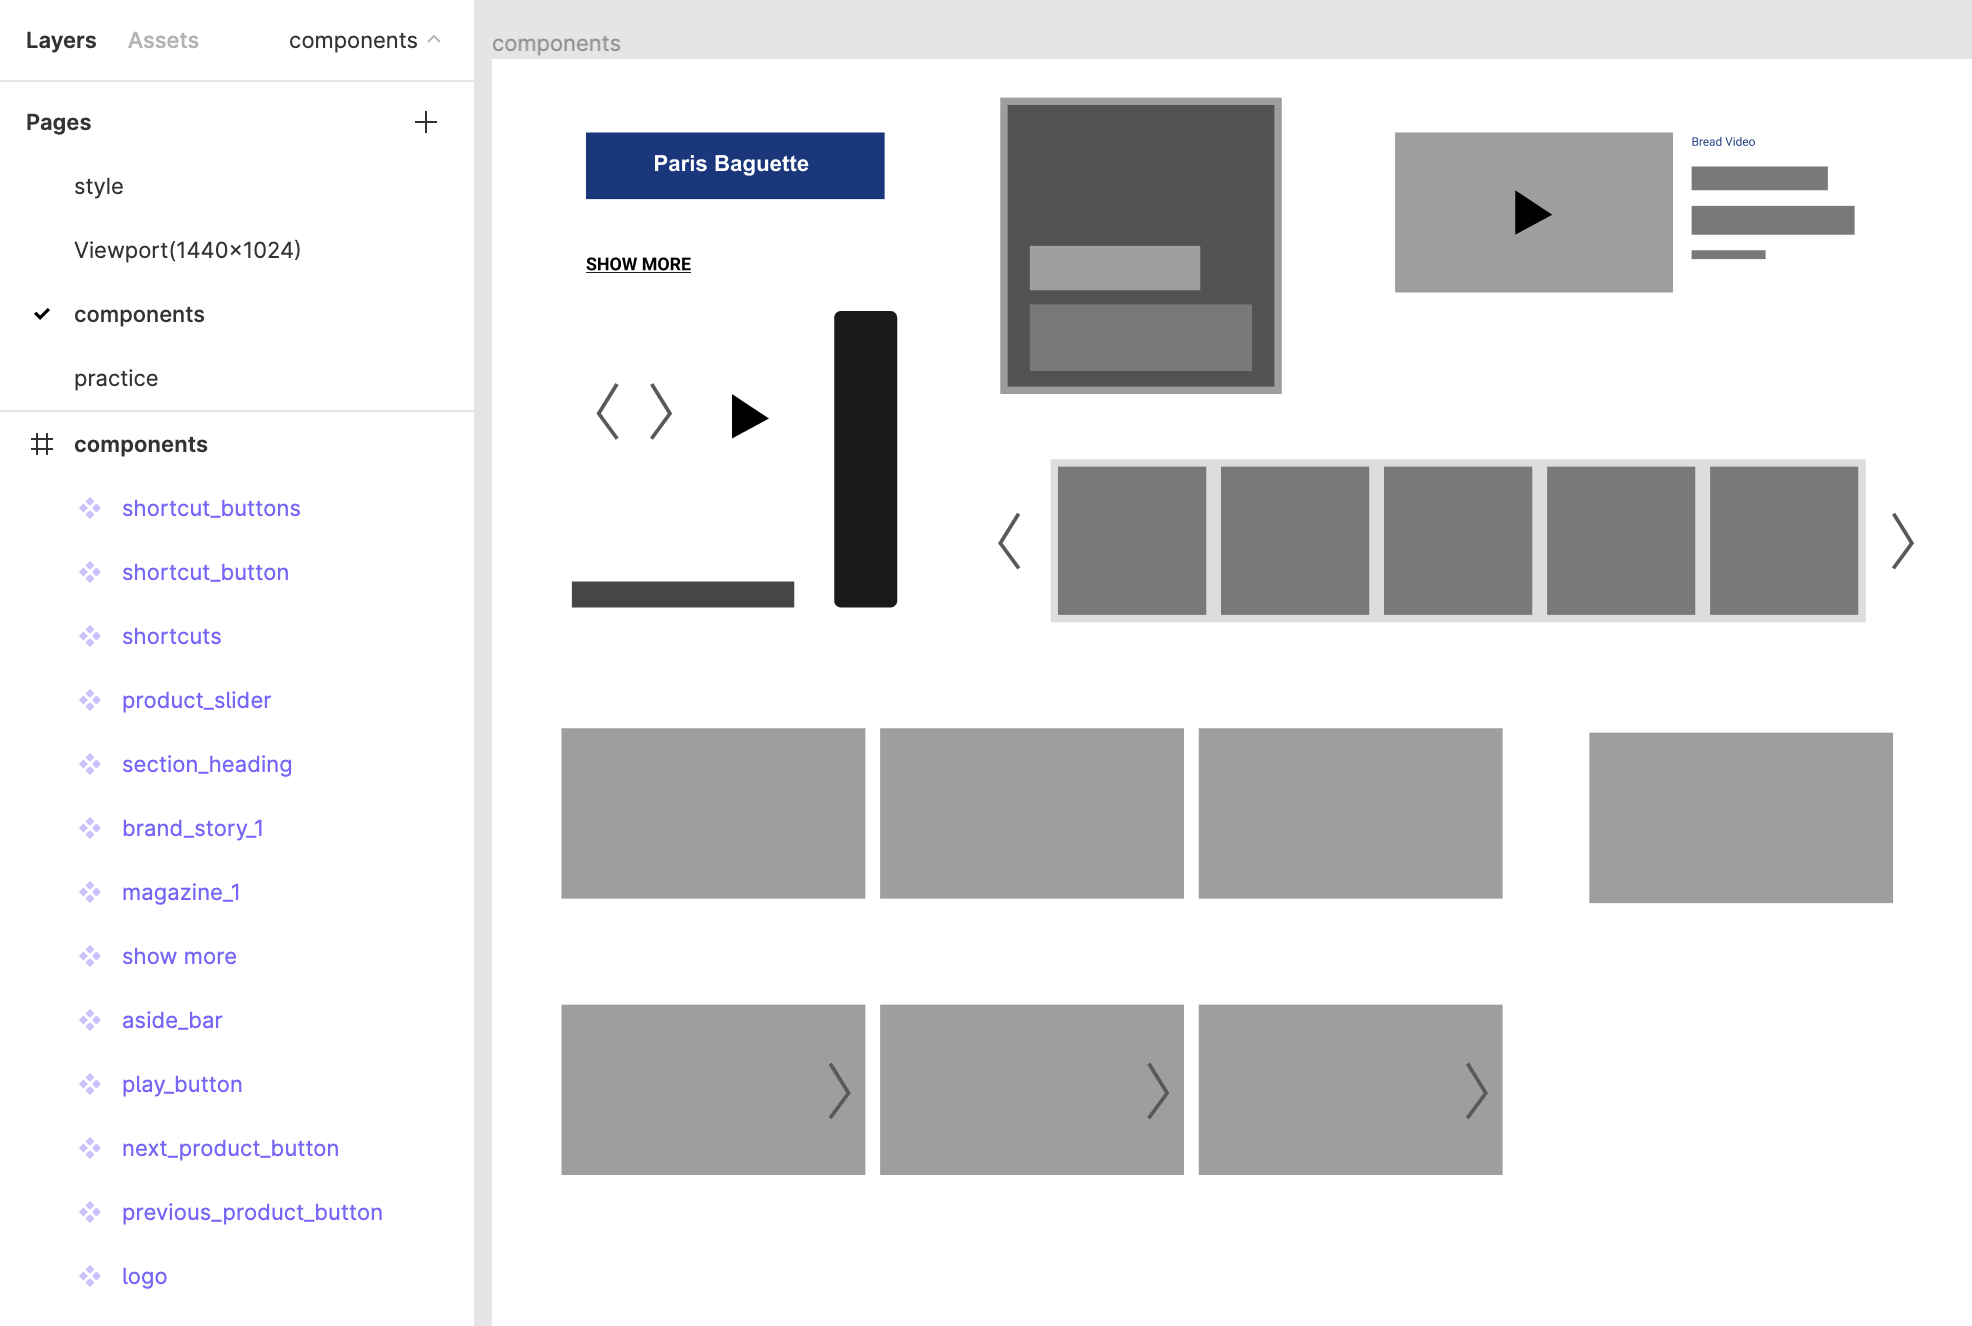 Layers Assets components
Pages
style
Viewport(1440×1024)
components
practice
components
shortcut_buttons
shortcut_button
shortcuts
product_slider
section_heading
brand_story_1
magazine_1
show more
aside_bar
play_button
next_product_button
previous_product_button
logo
components
Paris Baguette
SHOW MORE
Bread Video